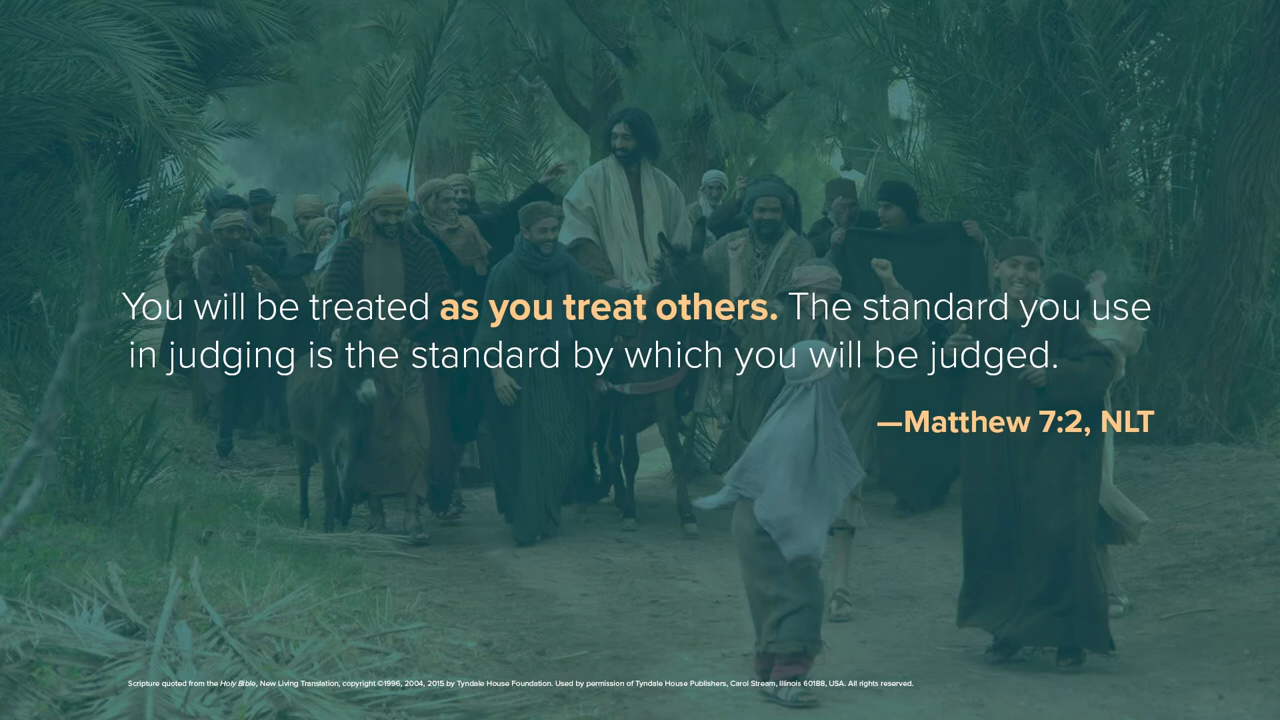 You will be treated as you treat others. The standard you use
in judging is the standard by which you will be judged.
—Matthew 7:2, NLT
Scripture quoted from the Holy Bible, New Living Translation, copyright ©1996, 2004, 2015 by Tyndale House Foundation. Used by permission of Tyndale House Publishers, Carol Stream, Illinois 60188, USA. All rights reserved.